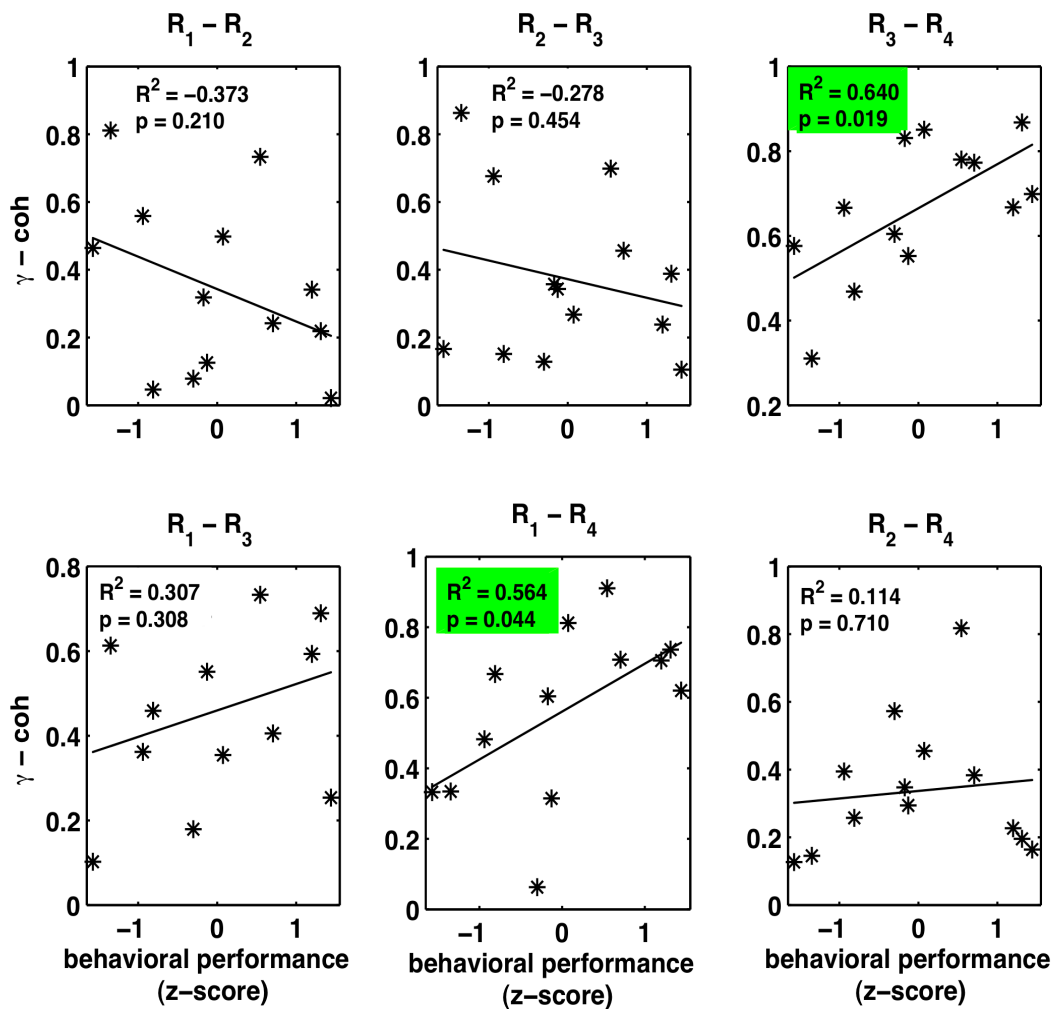 R1 − R2
R2 − R3
R3 − R4
R² = −0.373
p = 0.210
R² = −0.278
p = 0.454
R² = 0.640
p = 0.019
γ − coh
1
0.8
0.6
0.4
0.2
0
1
0.8
0.6
0.4
0.2
0
1
0.8
0.6
0.4
0.2
−1 0 1
−1 0 1
−1 0 1
R1 − R3
R1 − R4
R2 − R4
R² = 0.307
p = 0.308
R² = 0.564
p = 0.044
R² = 0.114
p = 0.710
γ − coh
0.8
0.6
0.4
0.2
0
1
0.8
0.6
0.4
0.2
0
1
0.8
0.6
0.4
0.2
0
−1 0 1
−1 0 1
−1 0 1
behavioral performance
(z−score)
behavioral performance
(z−score)
behavioral performance
(z−score)